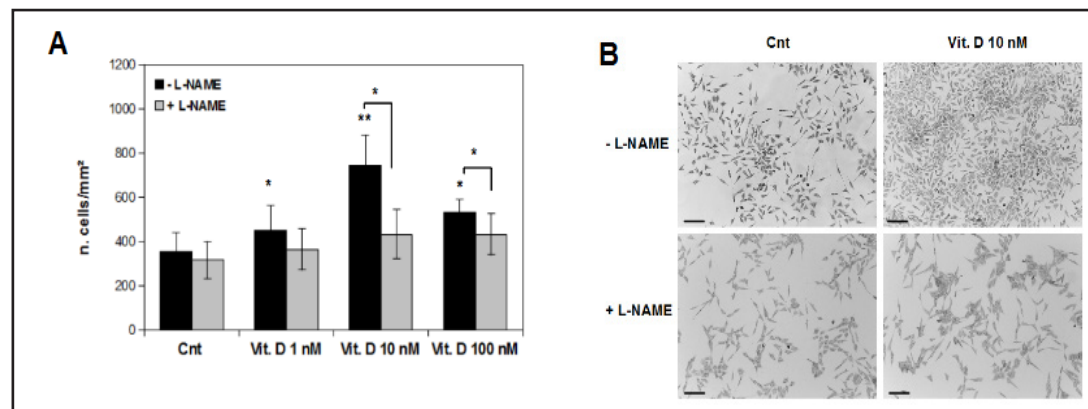 A
n. cells/mm²
1200
1000
800
600
400
200
0
- L-NAME
+ L-NAME
*
**
*
*
*
Cnt
Vit. D 1 nM
Vit. D 10 nM
Vit. D 100 nM
B
Cnt
Vit. D 10 nM
- L-NAME
+ L-NAME